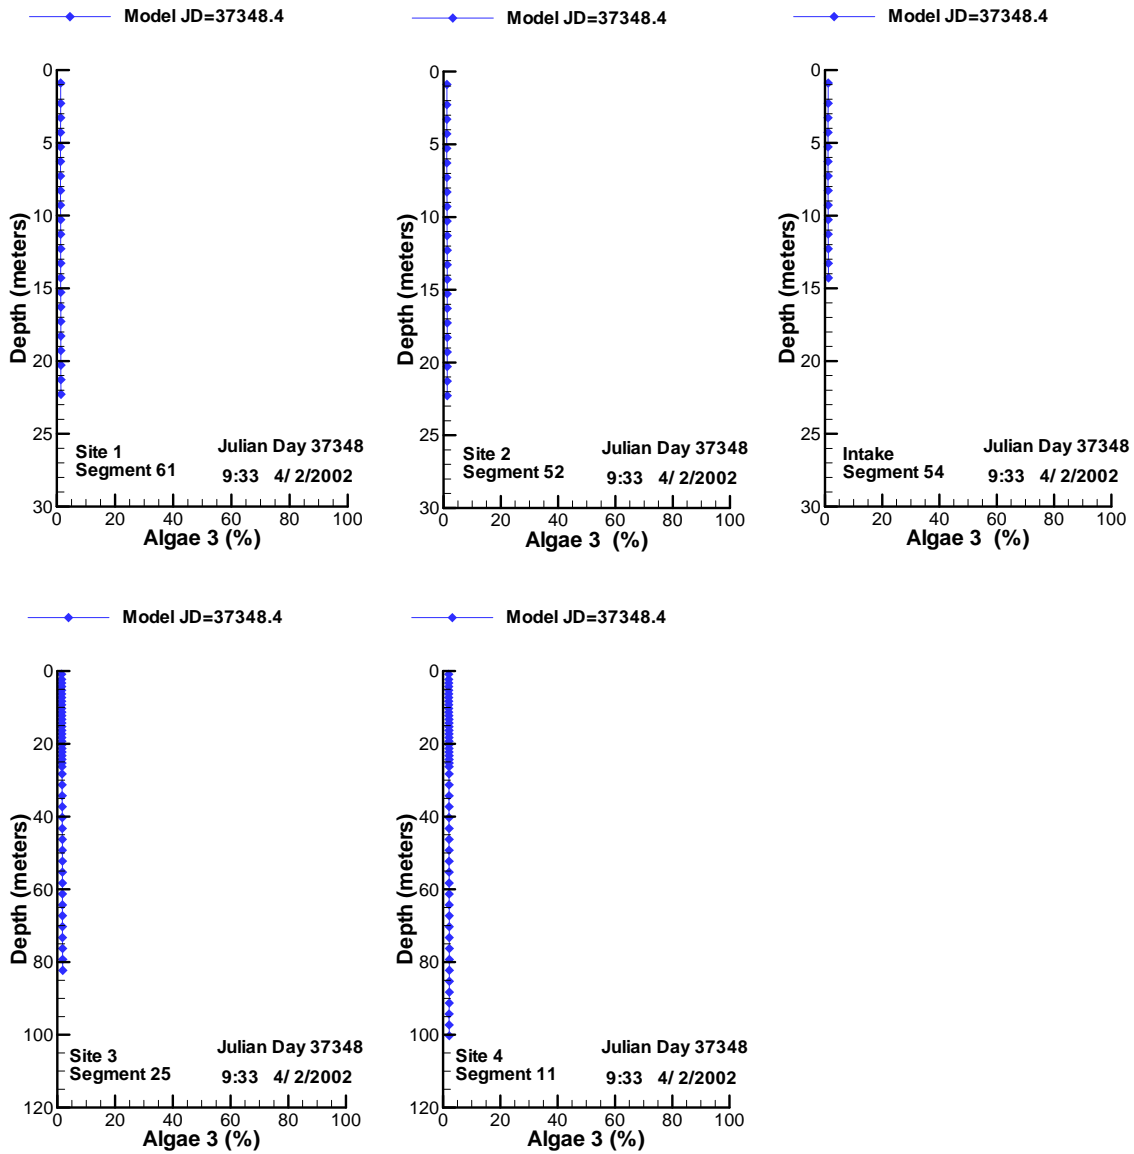 Model JD=37348.4
0
5
10
15
20
25
30
Depth (meters)
Site 1
Segment 61
Julian Day 37348
9:33 4/ 2/2002
0 20 40 60 80 100
Algae 3 (%)
Model JD=37348.4
0
5
10
15
20
25
30
Depth (meters)
Site 2
Segment 52
Julian Day 37348
9:33 4/ 2/2002
0 20 40 60 80 100
Algae 3 (%)
Model JD=37348.4
0
5
10
15
20
25
30
Depth (meters)
Intake
Segment 54
Julian Day 37348
9:33 4/ 2/2002
0 20 40 60 80 100
Algae 3 (%)
Model JD=37348.4
0
20
40
60
80
100
120
Depth (meters)
Site 3
Segment 25
Julian Day 37348
9:33 4/ 2/2002
0 20 40 60 80 100
Algae 3 (%)
Model JD=37348.4
0
20
40
60
80
100
120
Depth (meters)
Site 4
Segment 11
Julian Day 37348
9:33 4/ 2/2002
0 20 40 60 80 100
Algae 3 (%)